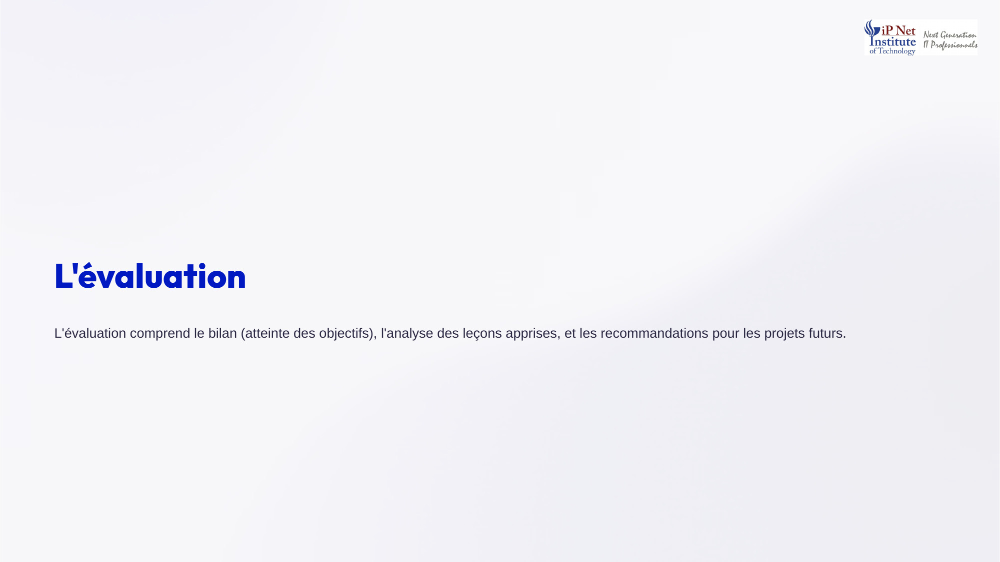 iP Net
Institute
of Technology
Next Generation
IT Professionnels
L'évaluation
L'évaluation comprend le bilan (atteinte des objectifs), l'analyse des leçons apprises, et les recommandations pour les projets futurs.